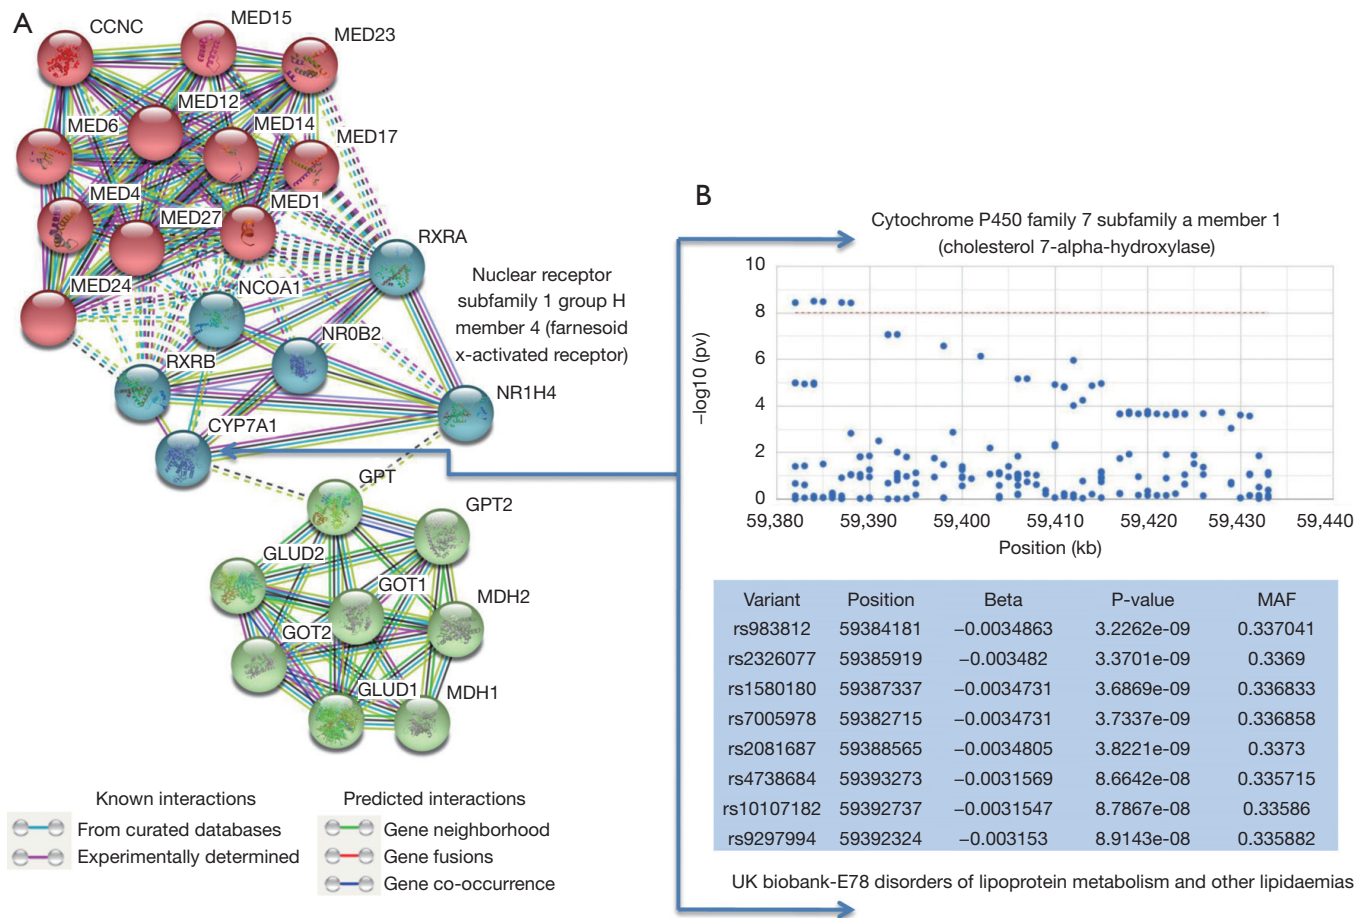 A
CCNC
MED15
MED23
MED12
MED6
MED14
MED17
MED4
MED27
MED1
RXRA
MED24
NCOA1
Nuclear receptor
subfamily 1 group H
member 4 (farnesoid
x-activated receptor)
NR0B2
RXRB
NR1H4
CYP7A1
GPT
GPT2
GLUD2
GOT1
MDH2
GOT2
GLUD1
MDH1
Known interactions
From curated databases
Experimentally determined
Predicted interactions
Gene neighborhood
Gene fusions
Gene co-occurrence
B
Cytochrome P450 family 7 subfamily a member 1
(cholesterol 7-alpha-hydroxylase)
−log10 (pv)
10
8
6
4
2
0
59,380 59,390 59,400 59,410 59,420 59,430 59,440
Position (kb)
Variant Position Beta P-value MAF
rs983812 59384181 −0.0034863 3.2262e-09 0.337041
rs2326077 59385919 −0.003482 3.3701e-09 0.3369
rs1580180 59387337 −0.0034731 3.6869e-09 0.336833
rs7005978 59382715 −0.0034731 3.7337e-09 0.336858
rs2081687 59388565 −0.0034805 3.8221e-09 0.3373
rs4738684 59393273 −0.0031569 8.6642e-08 0.335715
rs10107182 59392737 −0.0031547 8.7867e-08 0.33586
rs9297994 59392324 −0.003153 8.9143e-08 0.335882
UK biobank-E78 disorders of lipoprotein metabolism and other lipidaemias